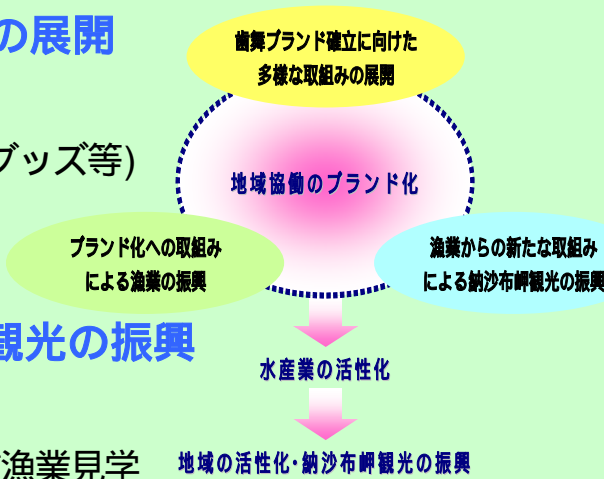 の展開
歯舞ブランド確立に向けた
多様な取組みの展開
グッズ等)
地域協働のブランド化
ブランド化への取組み
による漁業の振興
漁業からの新たな取組み
による納沙布岬観光の振興
観光の振興
水産業の活性化
漁業見学
地域の活性化・納沙布岬観光の振興